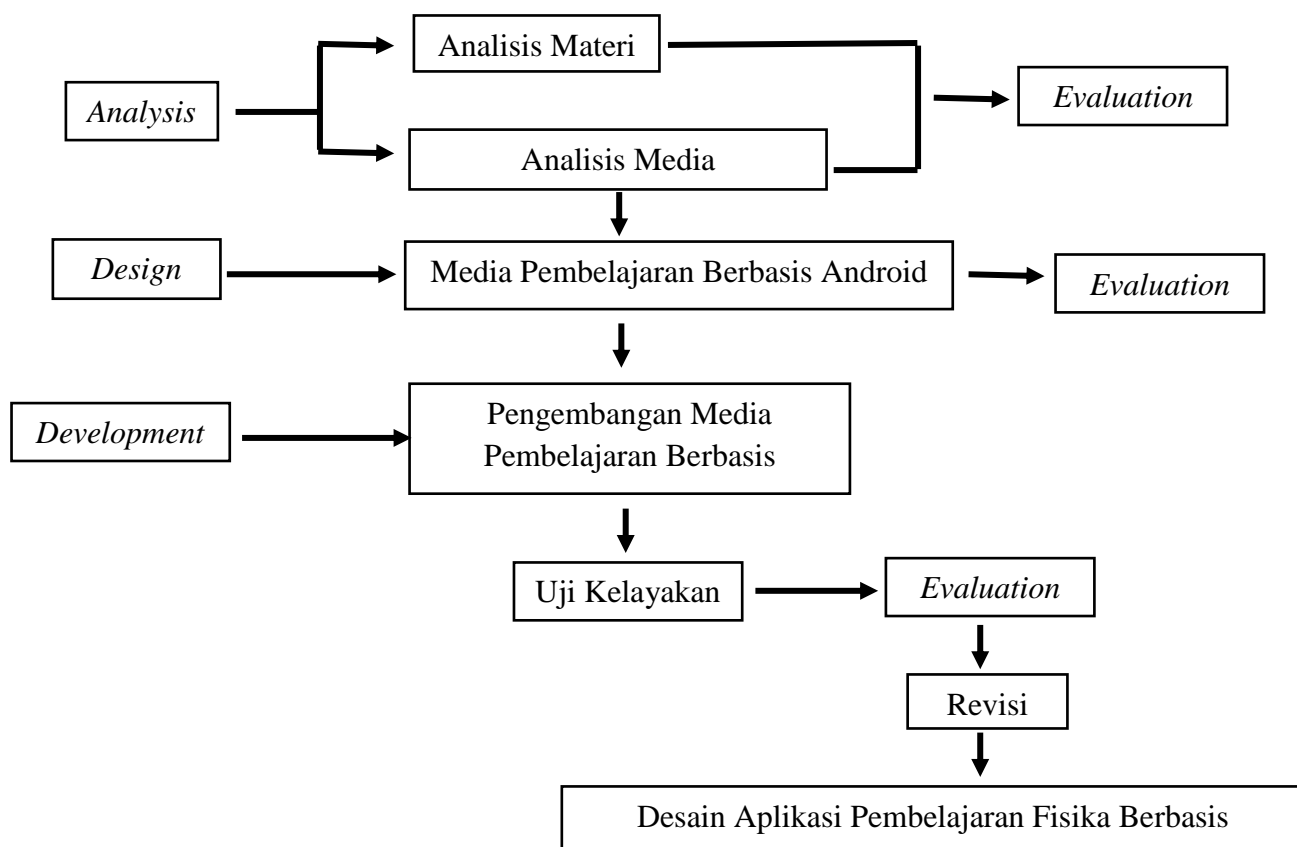 Analisis Materi
Analysis
Evaluation
Analisis Media
Design
Media Pembelajaran Berbasis Android
Evaluation
Development
Pengembangan Media
Pembelajaran Berbasis
Uji Kelayakan
Evaluation
Revisi
Desain Aplikasi Pembelajaran Fisika Berbasis